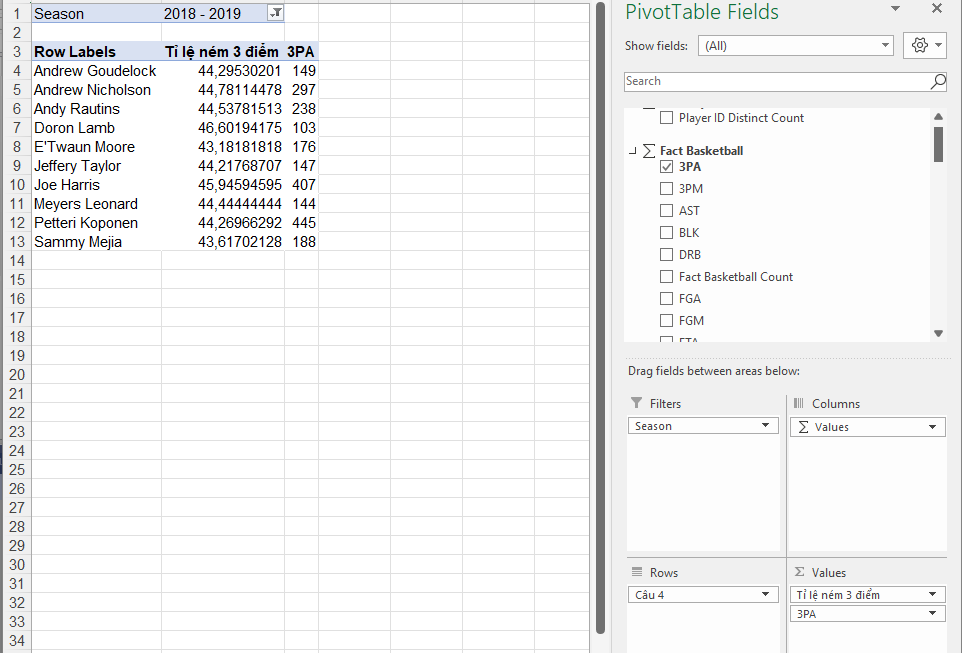 1 Season 2018 - 2019
2
3 Row Labels Tỉ lệ ném 3 điểm 3PA
4 Andrew Goudelock 44,29530201 149
5 Andrew Nicholson 44,78114478 297
6 Andy Rautins 44,53781513 238
7 Doron Lamb 46,60194175 103
8 E'Twaun Moore 43,18181818 176
9 Jeffery Taylor 44,21768707 147
10 Joe Harris 45,94594595 407
11 Meyers Leonard 44,44444444 144
12 Petteri Koponen 44,26966292 445
13 Sammy Mejia 43,61702128 188
14
15
16
17
18
19
20
21
22
23
24
25
26
27
28
29
30
31
32
33
34
PivotTable Fields
Show fields: (All)
Search
Player ID Distinct Count
Fact Basketball
3PA
3PM
AST
BLK
DRB
Fact Basketball Count
FGA
FGM
FTA
Drag fields between areas below:
Filters
Season
Columns
Σ Values
Rows
Câu 4
Σ Values
Tỉ lệ ném 3 điểm
3PA